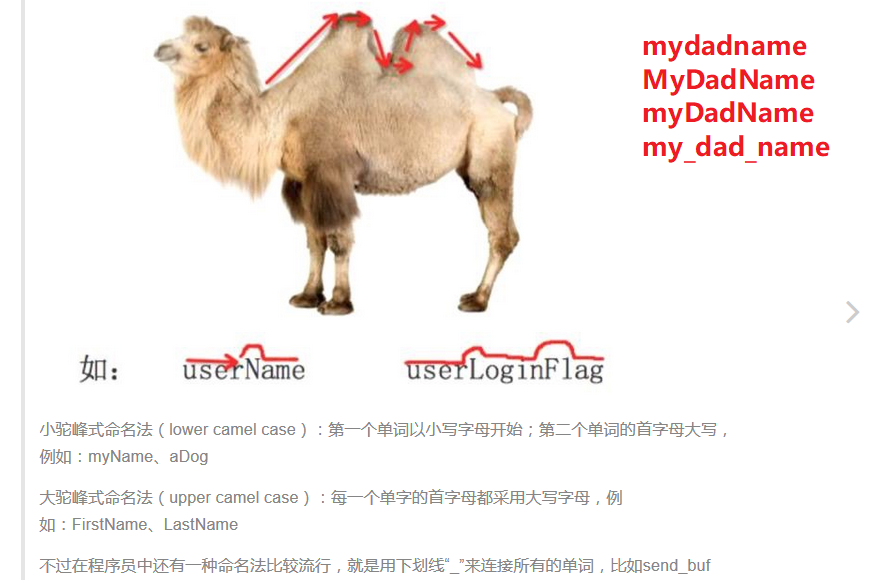 mydadname
MyDadName
myDadName
my_dad_name
如： userName userLoginFlag
小驼峰式命名法（lower camel case）：第一个单词以小写字母开始；第二个单词的首字母大写，
例如：myName、aDog
大驼峰式命名法（upper camel case）：每一个单字的首字母都采用大写字母，例
如：FirstName、LastName
不过在程序员中还有一种命名法比较流行，就是用下划线“_”来连接所有的单词，比如send_buf